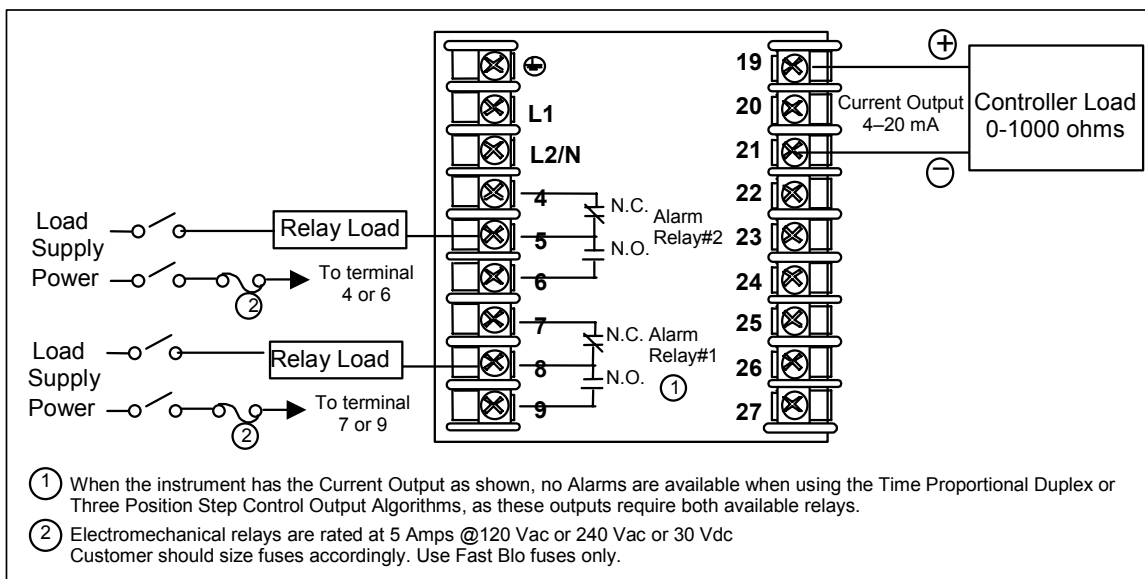 L1
L2/N
4
5
6
7
8
9
N.C.
Alarm
Relay#2
N.O.
N.C. Alarm
Relay#1
N.O.
1
Load
Supply
Power
Relay Load
2
To terminal
4 or 6
Load
Supply
Power
Relay Load
2
To terminal
7 or 9
19
20
21
22
23
24
25
26
27
+
Current Output
4–20 mA
−
Controller Load
0-1000 ohms
1 When the instrument has the Current Output as shown, no Alarms are available when using the Time Proportional Duplex or
Three Position Step Control Output Algorithms, as these outputs require both available relays.
2 Electromechanical relays are rated at 5 Amps @120 Vac or 240 Vac or 30 Vdc
Customer should size fuses accordingly. Use Fast Blo fuses only.